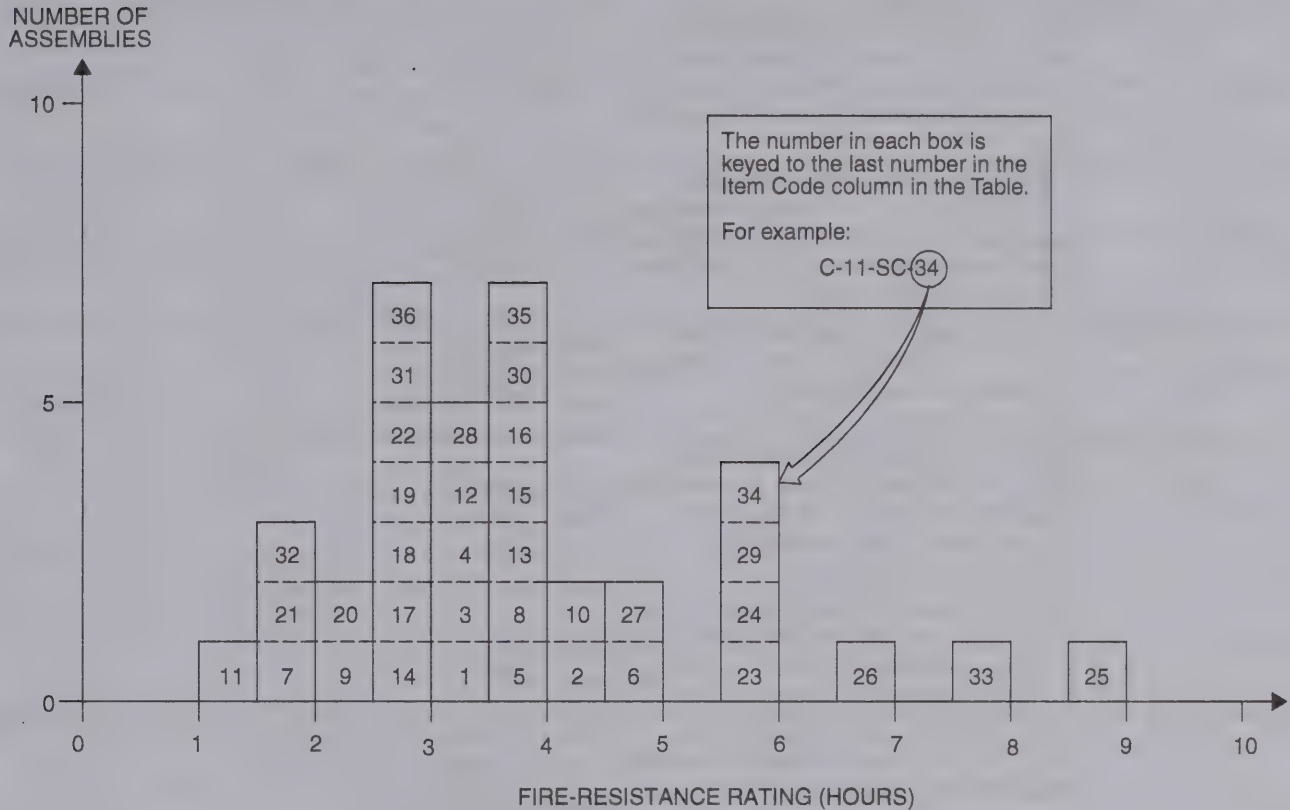 NUMBER OF
ASSEMBLIES
10
The number in each box is
keyed to the last number in the
Item Code column in the Table.
For example:
C-11-SC-34
36 35
31 30
5
22 28 16
19 12 15 34
32 18 4 13 29
21 20 17 3 8 10 27 24
11 7 9 14 1 5 2 6 23 26 33 25
0
0 1 2 3 4 5 6 7 8 9 10
FIRE-RESISTANCE RATING (HOURS)